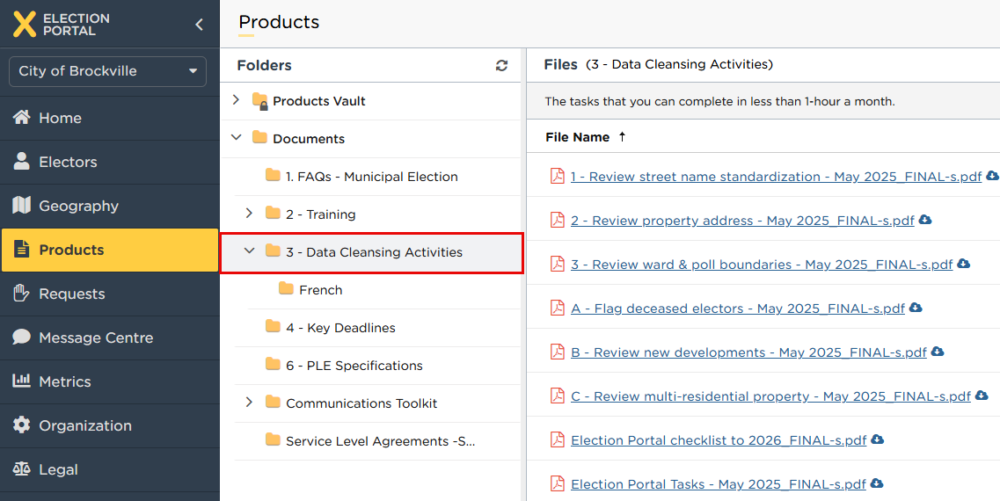 ELECTION
PORTAL
City of Brockville
Home
Electors
Geography
Products
Requests
Message Centre
Metrics
Organization
Legal
Products
Folders
Products Vault
Documents
1. FAQs - Municipal Election
2 - Training
3 - Data Cleansing Activities
French
4 - Key Deadlines
6 - PLE Specifications
Communications Toolkit
Service Level Agreements -S...
Files (3 - Data Cleansing Activities)
The tasks that you can complete in less than 1-hour a month.
File Name ↑
1 - Review street name standardization - May 2025_FINAL-s.pdf
2 - Review property address - May 2025_FINAL-s.pdf
3 - Review ward & poll boundaries - May 2025_FINAL-s.pdf
A - Flag deceased electors - May 2025_FINAL-s.pdf
B - Review new developments - May 2025_FINAL-s.pdf
C - Review multi-residential property - May 2025_FINAL-s.pdf
Election Portal checklist to 2026_FINAL-s.pdf
Election Portal Tasks - May 2025_FINAL-s.pdf